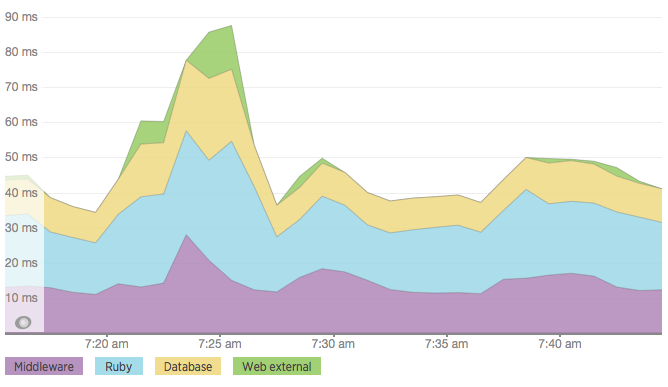 90 ms
80 ms
70 ms
60 ms
50 ms
40 ms
30 ms
20 ms
10 ms
7:20 am 7:25 am 7:30 am 7:35 am 7:40 am
Middleware Ruby Database Web external